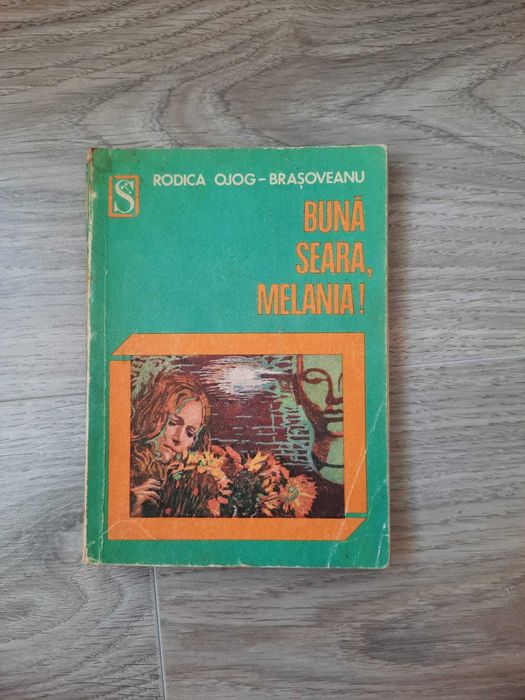 S
RODICA OJOG-BRAȘOVEANU
BUNĂ
SEARA,
MELANIA!